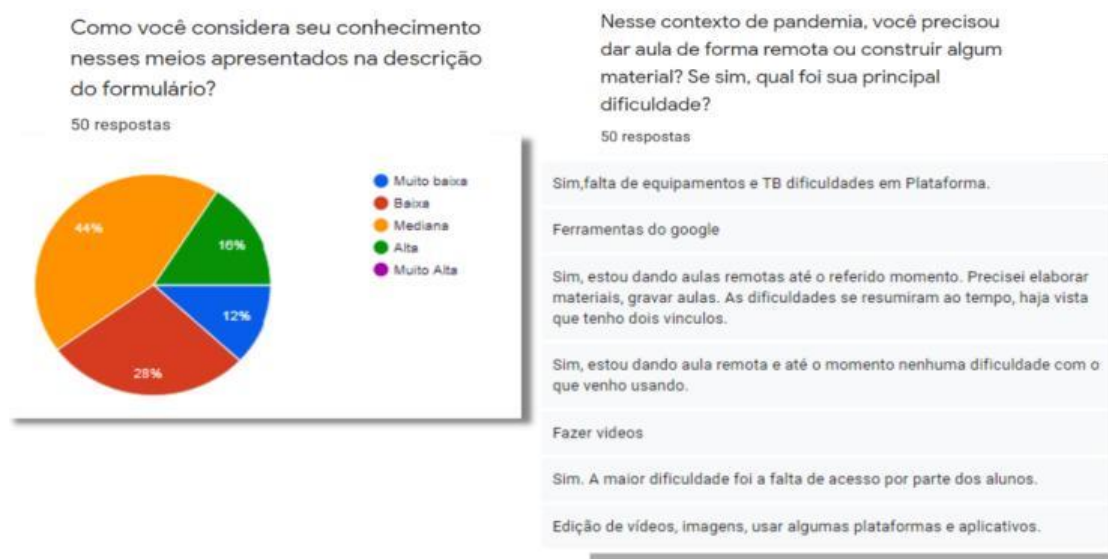 Como você considera seu conhecimento
nesses meios apresentados na descrição
do formulário?
50 respostas
44%
16%
12%
28%
Muito baixa
Baixa
Mediana
Alta
Muito Alta
Nesse contexto de pandemia, você precisou
dar aula de forma remota ou construir algum
material? Se sim, qual foi sua principal
dificuldade?
50 respostas
Sim,falta de equipamentos e TB dificuldades em Plataforma.
Ferramentas do google
Sim, estou dando aulas remotas até o referido momento. Precisei elaborar
materiais, gravar aulas. As dificuldades se resumiram ao tempo, haja vista
que tenho dois vinculos.
Sim, estou dando aula remota e até o momento nenhuma dificuldade com o
que venho usando.
Fazer videos
Sim. A maior dificuldade foi a falta de acesso por parte dos alunos.
Edição de vídeos, imagens, usar algumas plataformas e aplicativos.